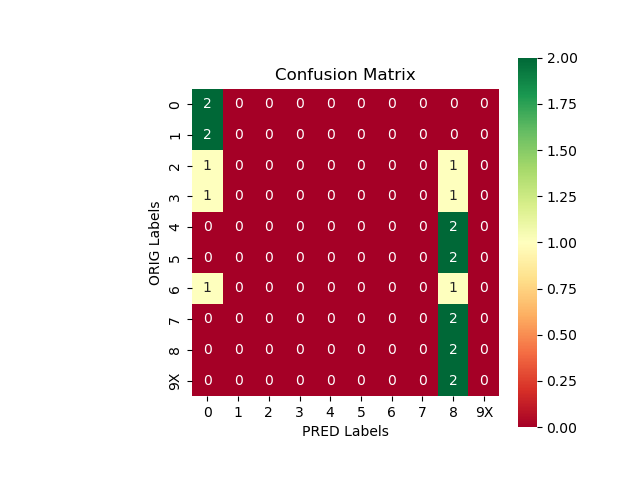 Confusion Matrix
ORIG Labels
0 2 0 0 0 0 0 0 0 0 0
1 2 0 0 0 0 0 0 0 0 0
2 1 0 0 0 0 0 0 0 1 0
3 1 0 0 0 0 0 0 0 1 0
4 0 0 0 0 0 0 0 0 2 0
5 0 0 0 0 0 0 0 0 2 0
6 1 0 0 0 0 0 0 0 1 0
7 0 0 0 0 0 0 0 0 2 0
8 0 0 0 0 0 0 0 0 2 0
9X 0 0 0 0 0 0 0 0 2 0
0 1 2 3 4 5 6 7 8 9X
PRED Labels
2.00
1.75
1.50
1.25
1.00
0.75
0.50
0.25
0.00